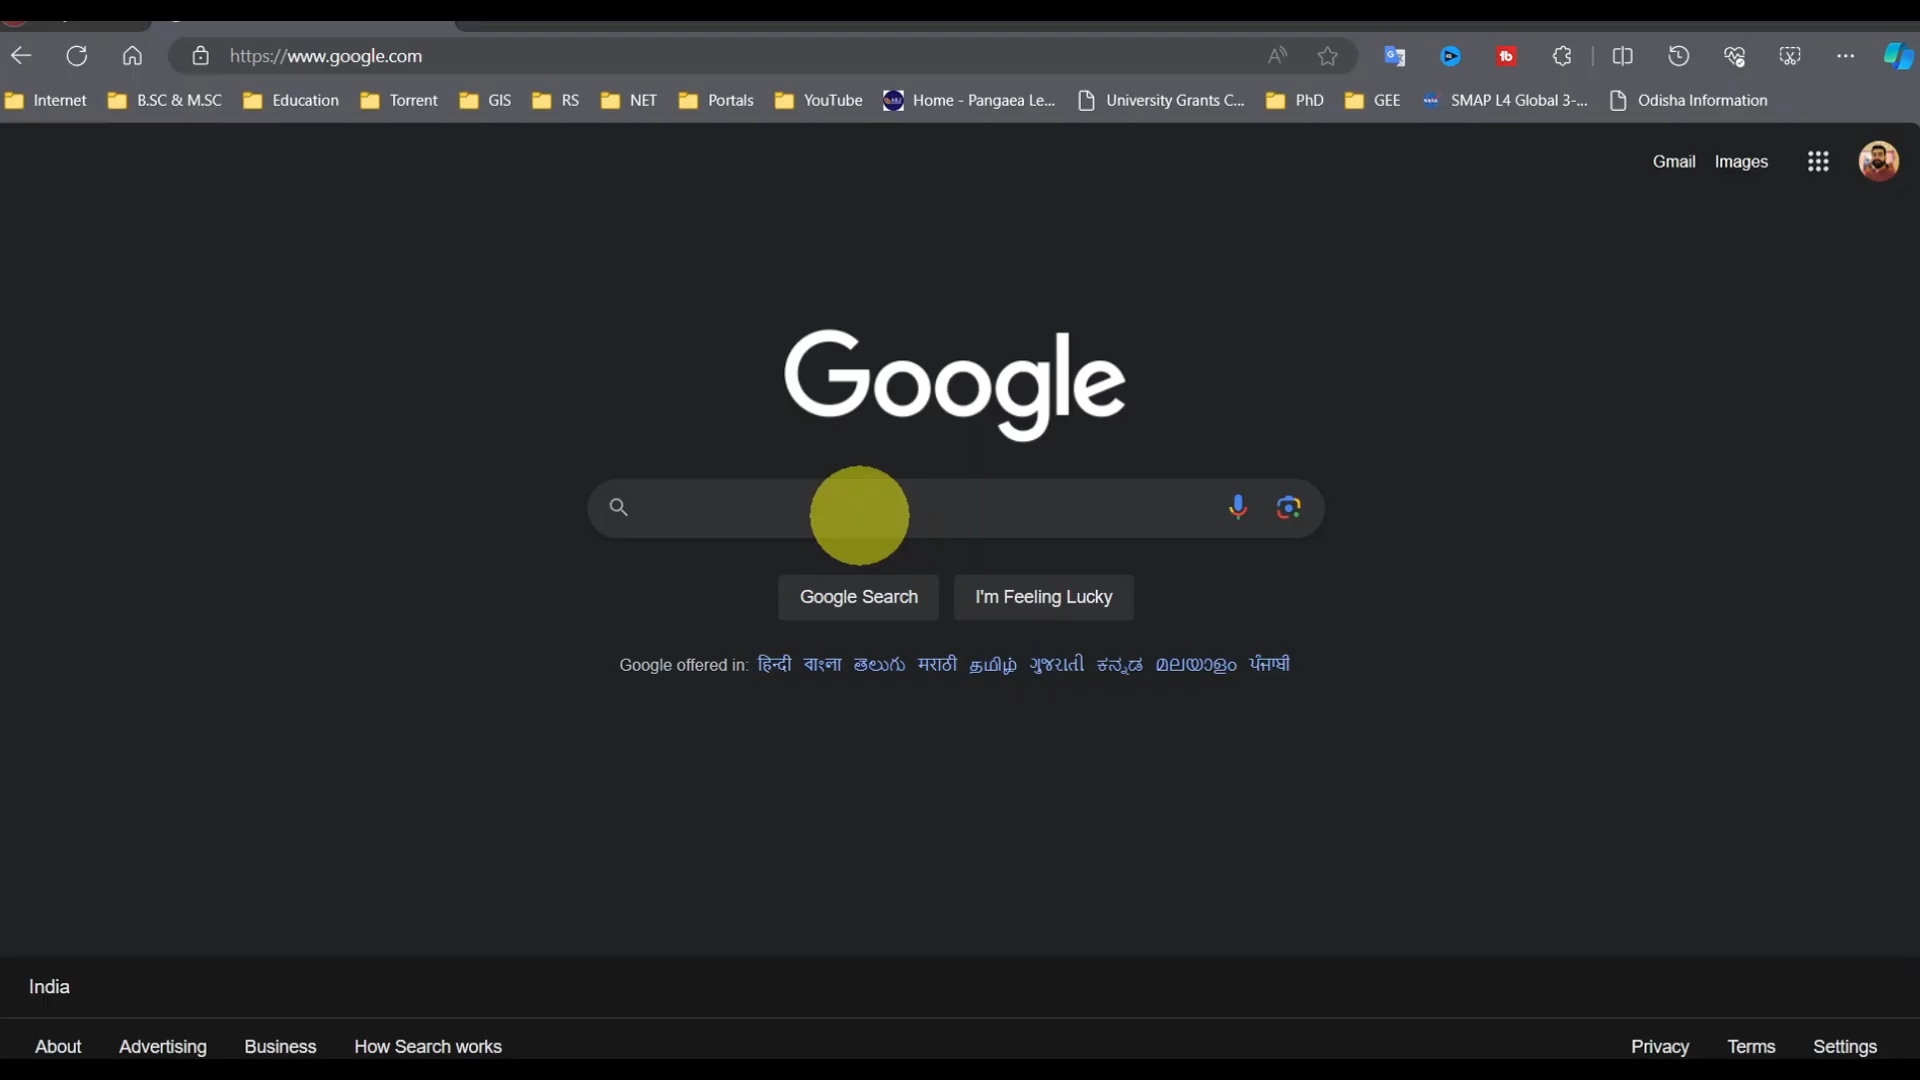 https://www.google.com
Internet B.SC & M.SC Education Torrent GIS RS NET Portals YouTube Home - Pangaea Le... University Grants C... PhD GEE SMAP L4 Global 3-... Odisha Information
Gmail Images
Google
Google Search I'm Feeling Lucky
Google offered in: हिन्दी বাংলা తెలుగు मराठी தமிழ் ગુજરાતી ಕನ್ನಡ മലയാളം ਪੰਜਾਬੀ
India
About Advertising Business How Search works Privacy Terms Settings